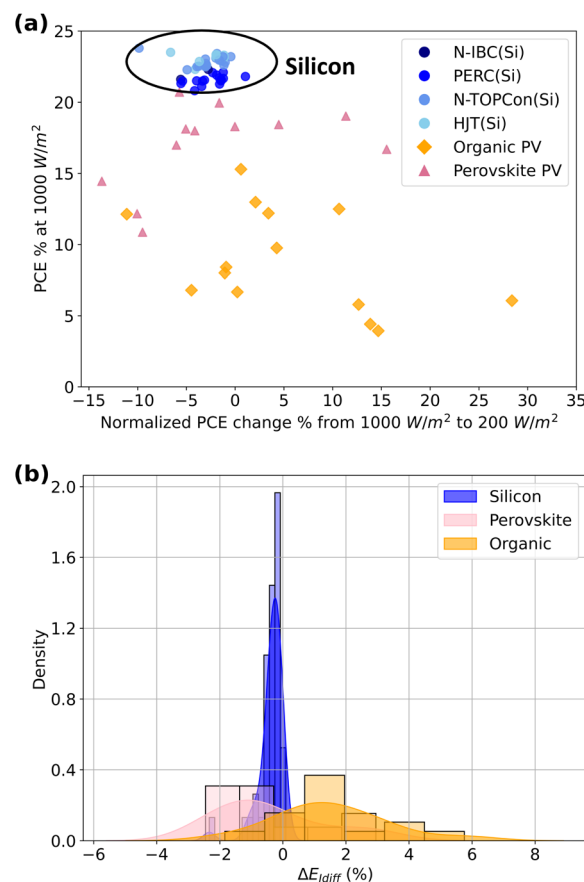 (a)
25
20
15
10
5
0
PCE % at 1000 W/m²
Silicon
N-IBC(Si)
PERC(Si)
N-TOPCon(Si)
HJT(Si)
Organic PV
Perovskite PV
−15 −10 −5 0 5 10 15 20 25 30 35
Normalized PCE change % from 1000 W/m² to 200 W/m²
(b)
2.0
1.6
1.2
0.8
0.4
0.0
Density
Silicon
Perovskite
Organic
−6 −4 −2 0 2 4 6 8
ΔE_Idiff (%)